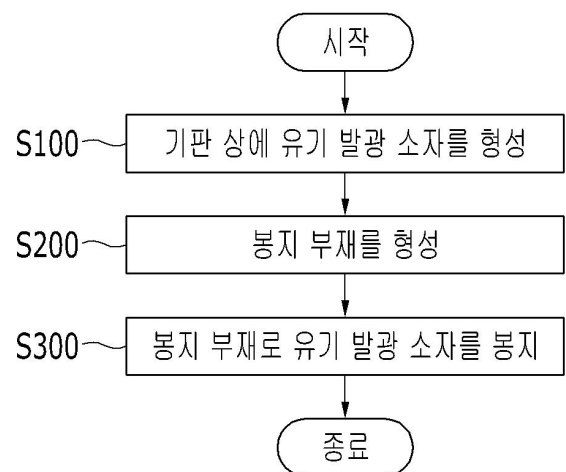 시작
S100 기판 상에 유기 발광 소자를 형성
S200 봉지 부재를 형성
S300 봉지 부재로 유기 발광 소자를 봉지
종료